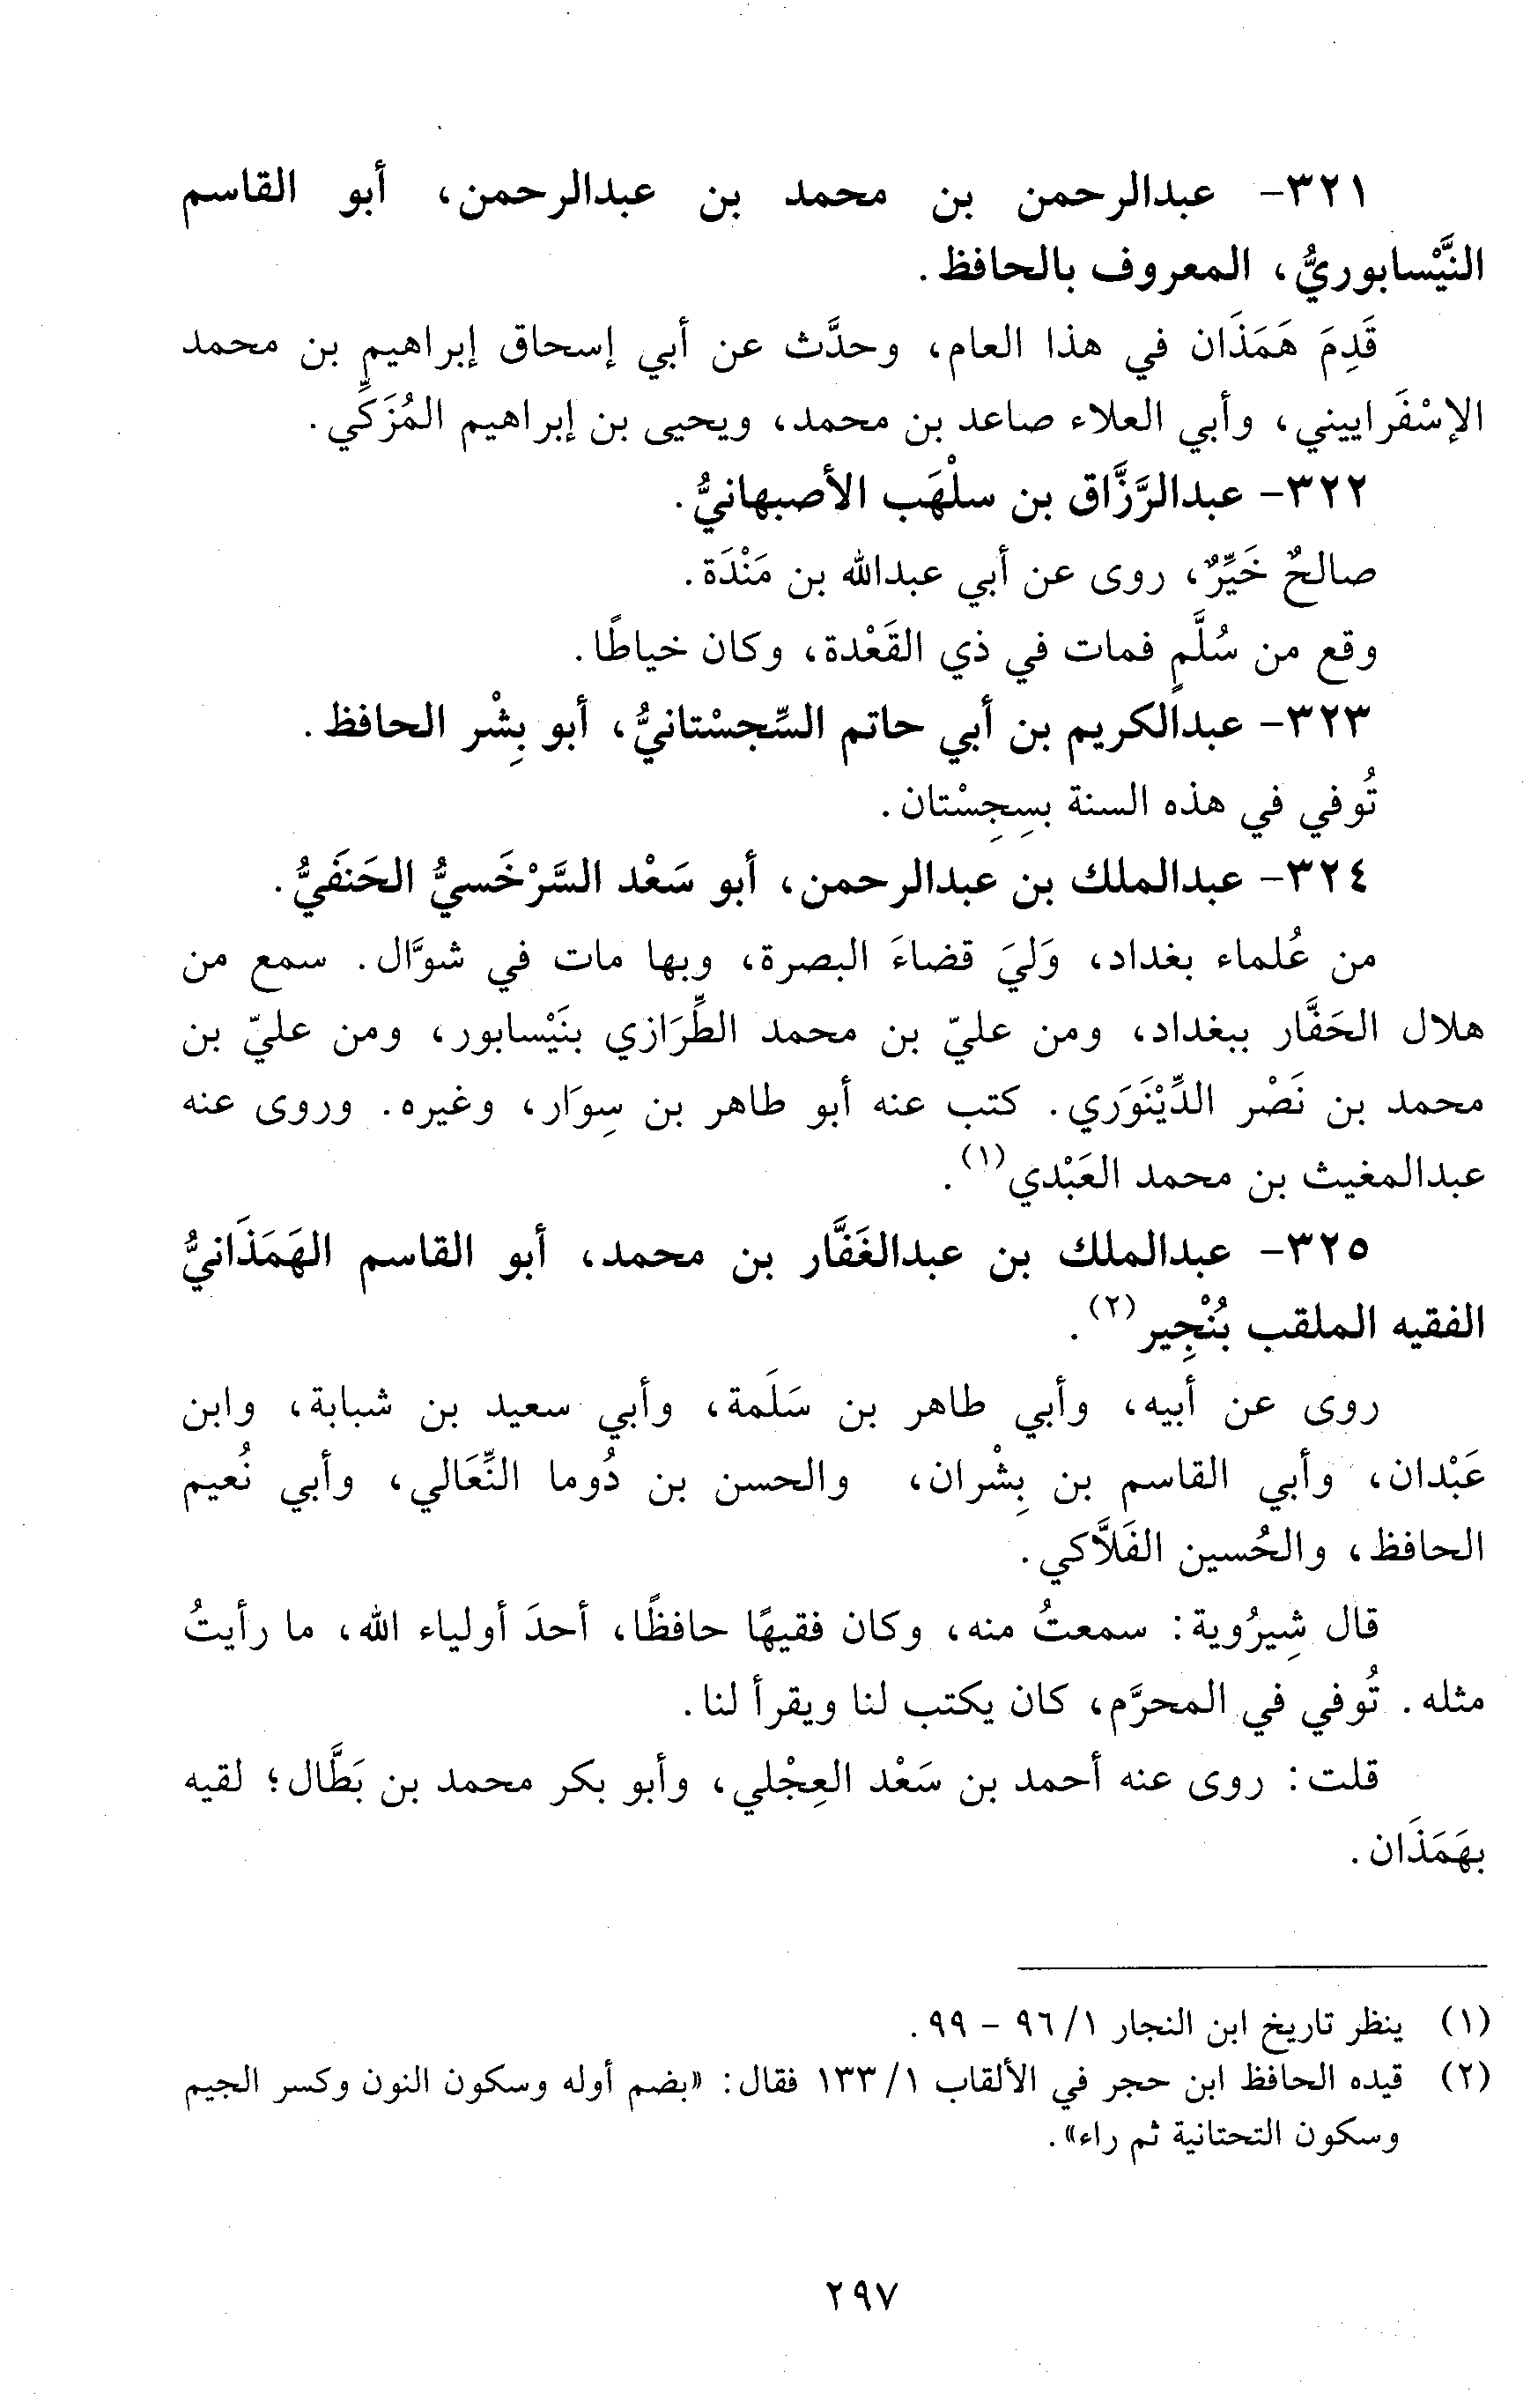 ٣٢١- عبدالرحمن بن محمد بن عبدالرحمن، أبو القاسم
النَّيْسابوريُّ، المعروف بالحافظ.
قَدِمَ هَمَذَان في هذا العام، وحدَّث عن أبي إسحاق إبراهيم بن محمد
الإسْفَراييني، وأبي العلاء صاعد بن محمد، ويحيى بن إبراهيم المُزَكِّي.
٣٢٢- عبدالرَّزَّاق بن سلْهَب الأصبهانيُّ.
صالحٌ خَيِّرٌ، روى عن أبي عبدالله بن مَنْدَة.
وقع من سُلَّمٍ فمات في ذي القَعْدة، وكان خياطًا.
٣٢٣- عبدالكريم بن أبي حاتم السِّجسْتانيُّ، أبو بِشْر الحافظ.
تُوفي في هذه السنة بسِجِسْتان.
٣٢٤- عبدالملك بن عبدالرحمن، أبو سَعْد السَّرْخَسيُّ الحَنَفَيُّ.
من عُلماء بغداد، وَليَ قضاءَ البصرة، وبها مات في شوَّال. سمع من
هلال الحَفَّار ببغداد، ومن عليّ بن محمد الطِّرَازي بنَيْسابور، ومن عليّ بن
محمد بن نَصْر الدِّيْنَوَري. كتب عنه أبو طاهر بن سِوَار، وغيره. وروى عنه
عبدالمغيث بن محمد العَبْدي(١).
٣٢٥- عبدالملك بن عبدالغَفَّار بن محمد، أبو القاسم الهَمَذَانيُّ
الفقيه الملقب بُنْجِير(٢).
روى عن أبيه، وأبي طاهر بن سَلَمة، وأبي سعيد بن شبابة، وابن
عَبْدان، وأبي القاسم بن بِشْران، والحسن بن دُوما النِّعَالي، وأبي نُعيم
الحافظ، والحُسين الفَلاَّكي.
قال شِيرُوية: سمعتُ منه، وكان فقيهًا حافظًا، أحدَ أولياء الله، ما رأيتُ
مثله. تُوفي في المحرَّم، كان يكتب لنا ويقرأ لنا.
قلت: روى عنه أحمد بن سَعْد العِجْلي، وأبو بكر محمد بن بَطَّال؛ لقيه
بهَمَذَان.
(١) ينظر تاريخ ابن النجار ١/ ٩٦ - ٩٩.
(٢) قيده الحافظ ابن حجر في الألقاب ١/ ١٣٣ فقال: «بضم أوله وسكون النون وكسر الجيم
وسكون التحتانية ثم راء».
٢٩٧